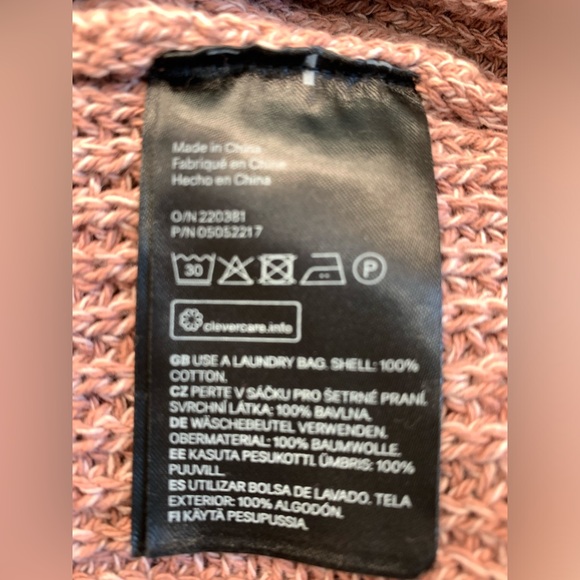 Made in China
Fabriqué en Chine
Hecho en China
O/N 220381
P/N 05052217
30
P
clevercare.info
GB USE A LAUNDRY BAG. SHELL: 100%
COTTON.
CZ PERTE V SÁČKU PRO ŠETRNÉ PRANÍ.
SVRCHNÍ LÁTKA: 100% BAVLNA.
DE WÄSCHEBEUTEL VERWENDEN.
OBERMATERIAL: 100% BAUMWOLLE.
EE KASUTA PESUKOTTI. ÜMBRIS: 100%
PUUVILL.
ES UTILIZAR BOLSA DE LAVADO. TELA
EXTERIOR: 100% ALGODÓN.
FI KÄYTÄ PESUPUSSIA.